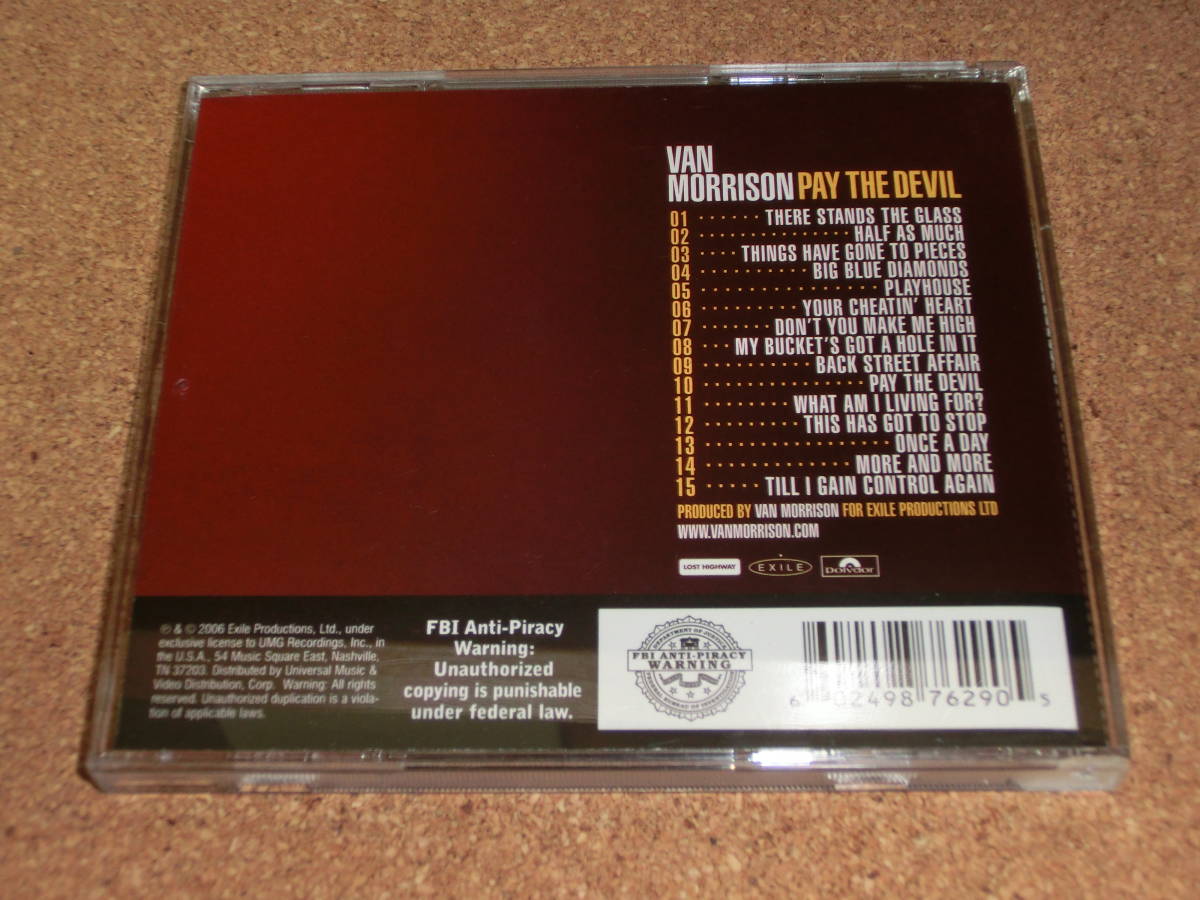 VAN
MORRISON PAY THE DEVIL
01 · · · · · · THERE STANDS THE GLASS
02 · · · · · · · · · · · · · · · HALF AS MUCH
03 · · · · THINGS HAVE GONE TO PIECES
04 · · · · · · · · · · BIG BLUE DIAMONDS
05 · · · · · · · · · · · · · · · · · PLAYHOUSE
06 · · · · · · · · · YOUR CHEATIN' HEART
07 · · · · · · · DON'T YOU MAKE ME HIGH
08 · · · MY BUCKET'S GOT A HOLE IN IT
09 · · · · · · · · · · BACK STREET AFFAIR
10 · · · · · · · · · · · · · · · PAY THE DEVIL
11 · · · · · · · · WHAT AM I LIVING FOR?
12 · · · · · · · · · THIS HAS GOT TO STOP
13 · · · · · · · · · · · · · · · · · ONCE A DAY
14 · · · · · · · · · · · · · MORE AND MORE
15 · · · · · TILL I GAIN CONTROL AGAIN
PRODUCED BY VAN MORRISON FOR EXILE PRODUCTIONS LTD
WWW.VANMORRISON.COM
LOST HIGHWAY EXILE Polydor
℗ & © 2006 Exile Productions, Ltd., under
exclusive license to UMG Recordings, Inc., in
the U.S.A., 54 Music Square East, Nashville,
TN 37203. Distributed by Universal Music &
Video Distribution, Corp. Warning: All rights
reserved. Unauthorized duplication is a viola-
tion of applicable laws.
FBI Anti-Piracy
Warning:
Unauthorized
copying is punishable
under federal law.
DEPARTMENT OF JUSTICE
FBI ANTI-PIRACY
WARNING
FEDERAL BUREAU OF INVESTIGATION
6 02498 76290 5